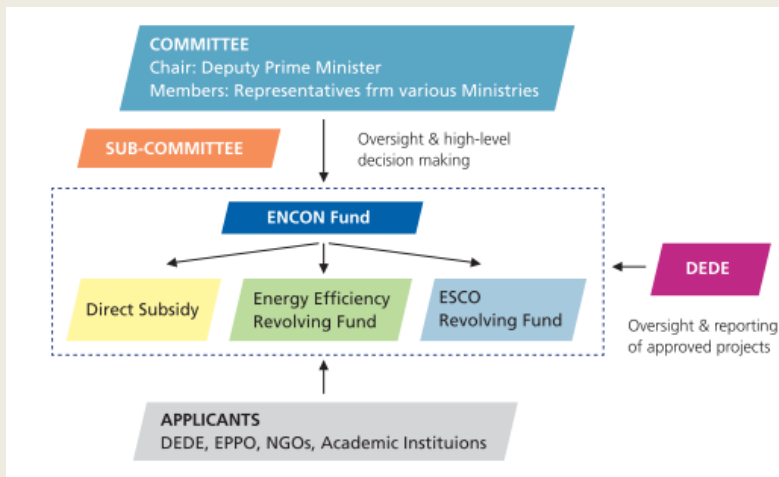 COMMITTEE
Chair: Deputy Prime Minister
Members: Representatives frm various Ministries
SUB-COMMITTEE
Oversight & high-level
decision making
ENCON Fund
Direct Subsidy
Energy Efficiency
Revolving Fund
ESCO
Revolving Fund
DEDE
Oversight & reporting
of approved projects
APPLICANTS
DEDE, EPPO, NGOs, Academic Instituions